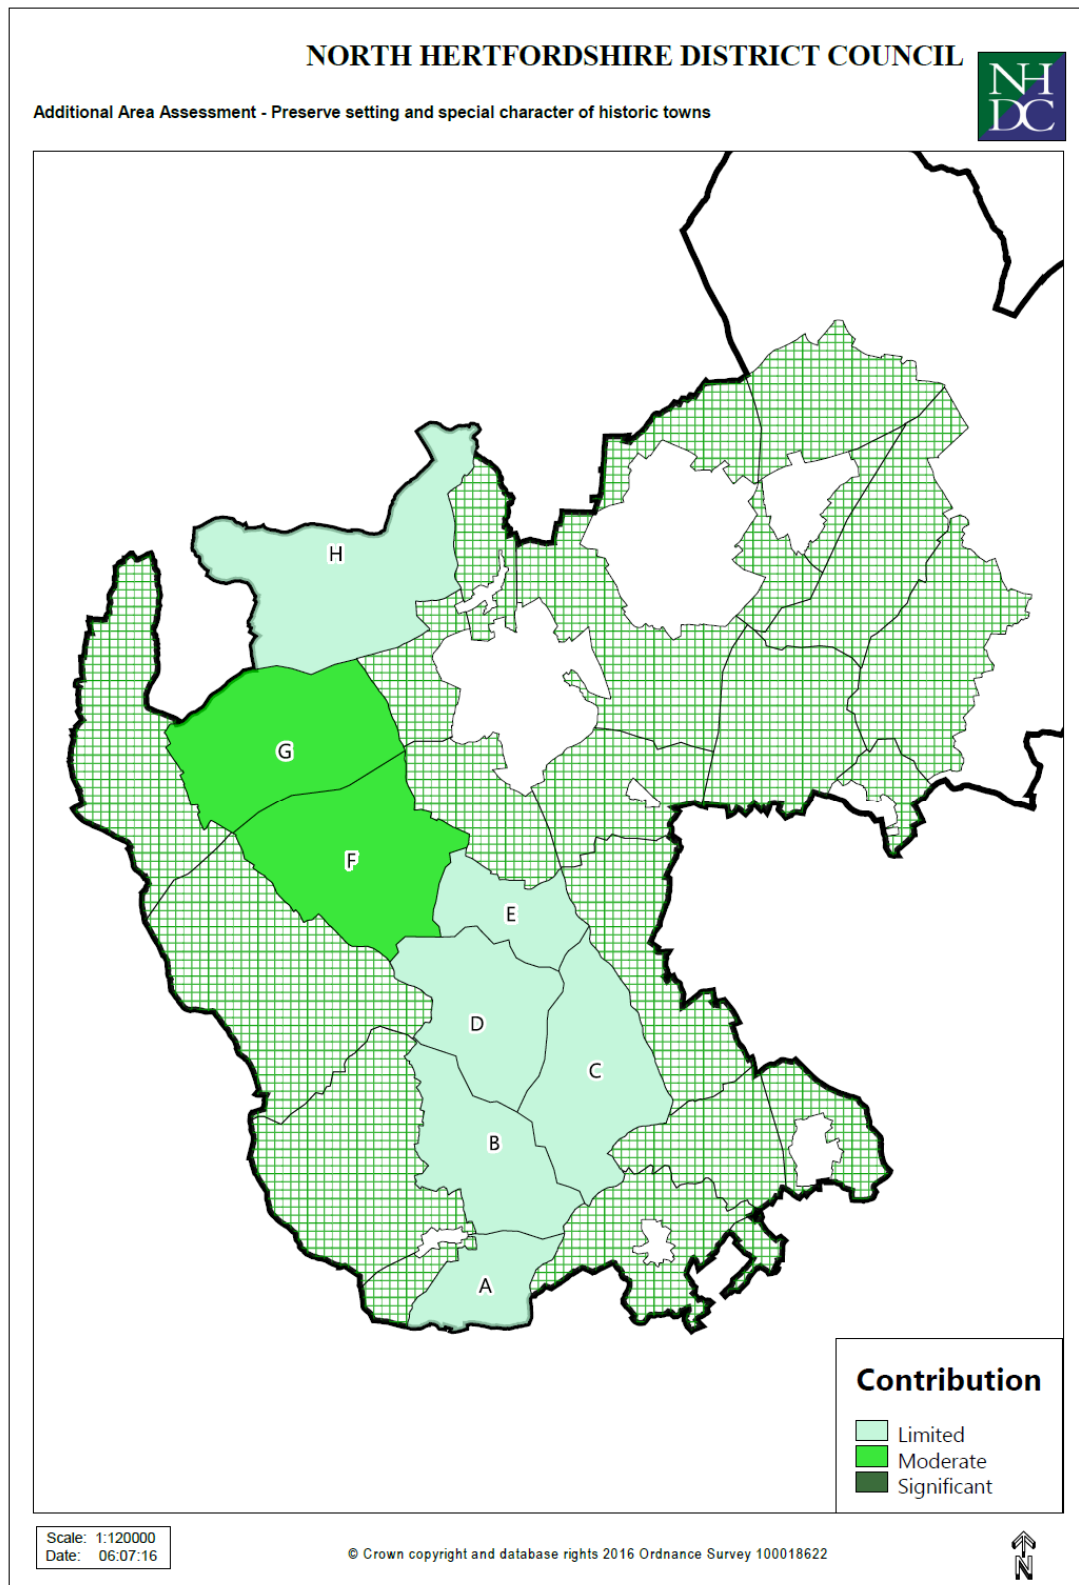 NORTH HERTFORDSHIRE DISTRICT COUNCIL
NH
DC
Additional Area Assessment - Preserve setting and special character of historic towns
H
G
F
E
D
C
B
A
Contribution
Limited
Moderate
Significant
Scale: 1:120000
Date: 06:07:16
© Crown copyright and database rights 2016 Ordnance Survey 100018622
N